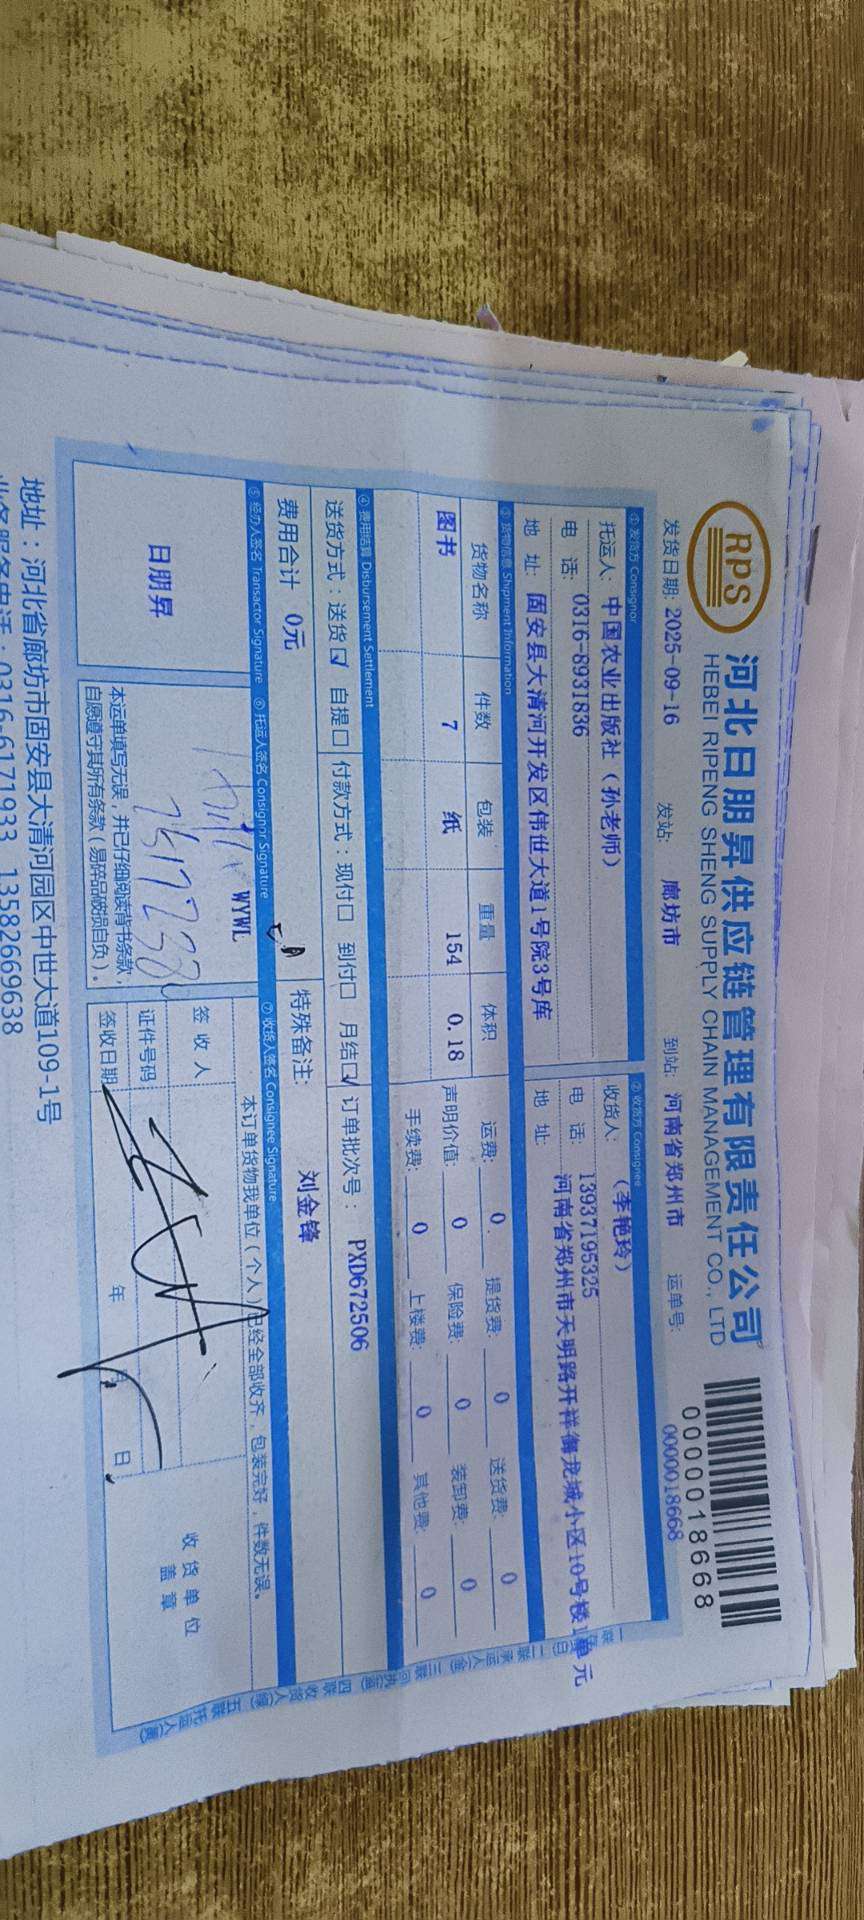 RPS
河北日朋昇供应链管理有限责任公司
HEBEI RIPENG SHENG SUPPLY CHAIN MANAGEMENT CO., LTD
0000018668
发货日期: 2025-09-16 发站: 廊坊市 到站: 河南省郑州市 运单号: 0000018668
① 发货方 Consignor ② 收货方 Consignee
托运人: 中国农业出版社（孙老师） 收货人: （李艳玲）
电 话: 0316-8931836 电 话: 13937195325
地 址: 固安县大清河开发区伟世大道1号院3号库 地 址: 河南省郑州市天明路开祥御龙城小区10号楼1单元
③ 货物信息 Shipment Information
货物名称 件数 包装 重量 体积 运费: 0 提货费: 0 送货费: 0
图书 7 纸 154 0.18 声明价值: 0 保险费: 0 装卸费: 0
手续费: 0 上楼费: 0 其他费: 0
④ 费用结算 Disbursement Settlement
送货方式：送货☑ 自提☐ 付款方式：现付☐ 到付☐ 月结☑ 订单批次号： PXD672506
费用合计 0元 特殊备注: 刘金锋
⑤ 经办人签名 Transactor Signature ⑥ 托运人签名 Consignor Signature ⑦ 收货人签名 Consignee Signature
日朋昇
WYWL
本运单填写无误，并已仔细阅读背书条款，
自愿遵守其所有条款（易碎品破损自负）。
本订单货物我单位（个人）已经全部收齐，包装完好，件数无误。
签收人
证件号码
签收日期 年 月 日
收货单位
盖章
地址：河北省廊坊市固安县大清河园区中世大道109-1号
业务服务电话：0316-6171933 13582669638